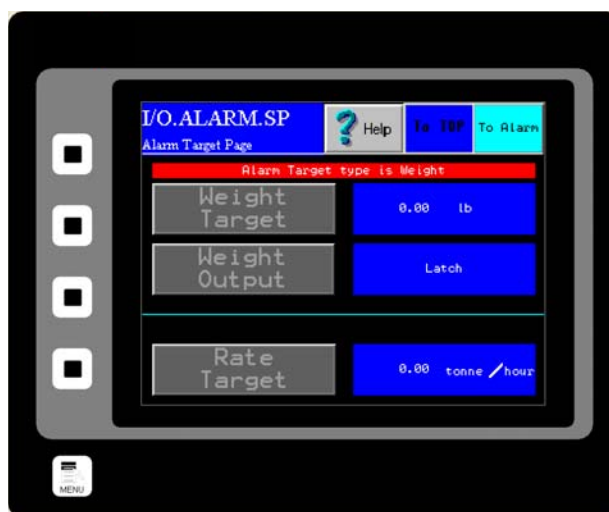 I/O.ALARM.SP
Alarm Target Page
? Help
To TOP
To Alarm
Alarm Target type is Weight
Weight
Target
0.00 lb
Weight
Output
Latch
Rate
Target
0.00 tonne/hour
MENU